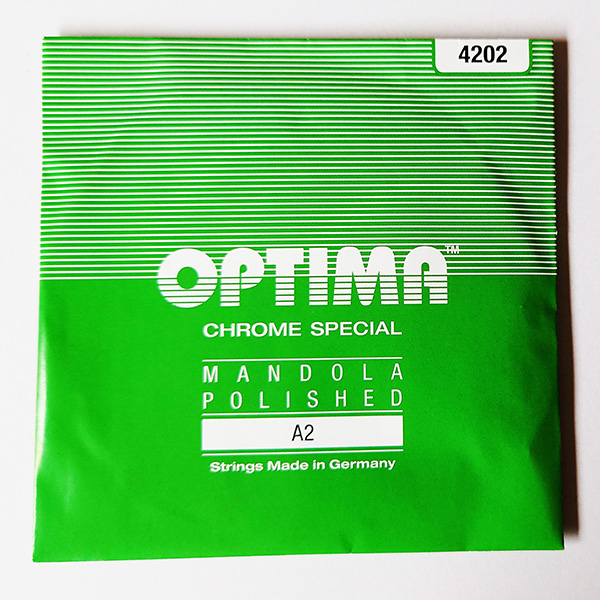 4202
OPTIMA™
CHROME SPECIAL
MANDOLA
POLISHED
A2
Strings Made in Germany